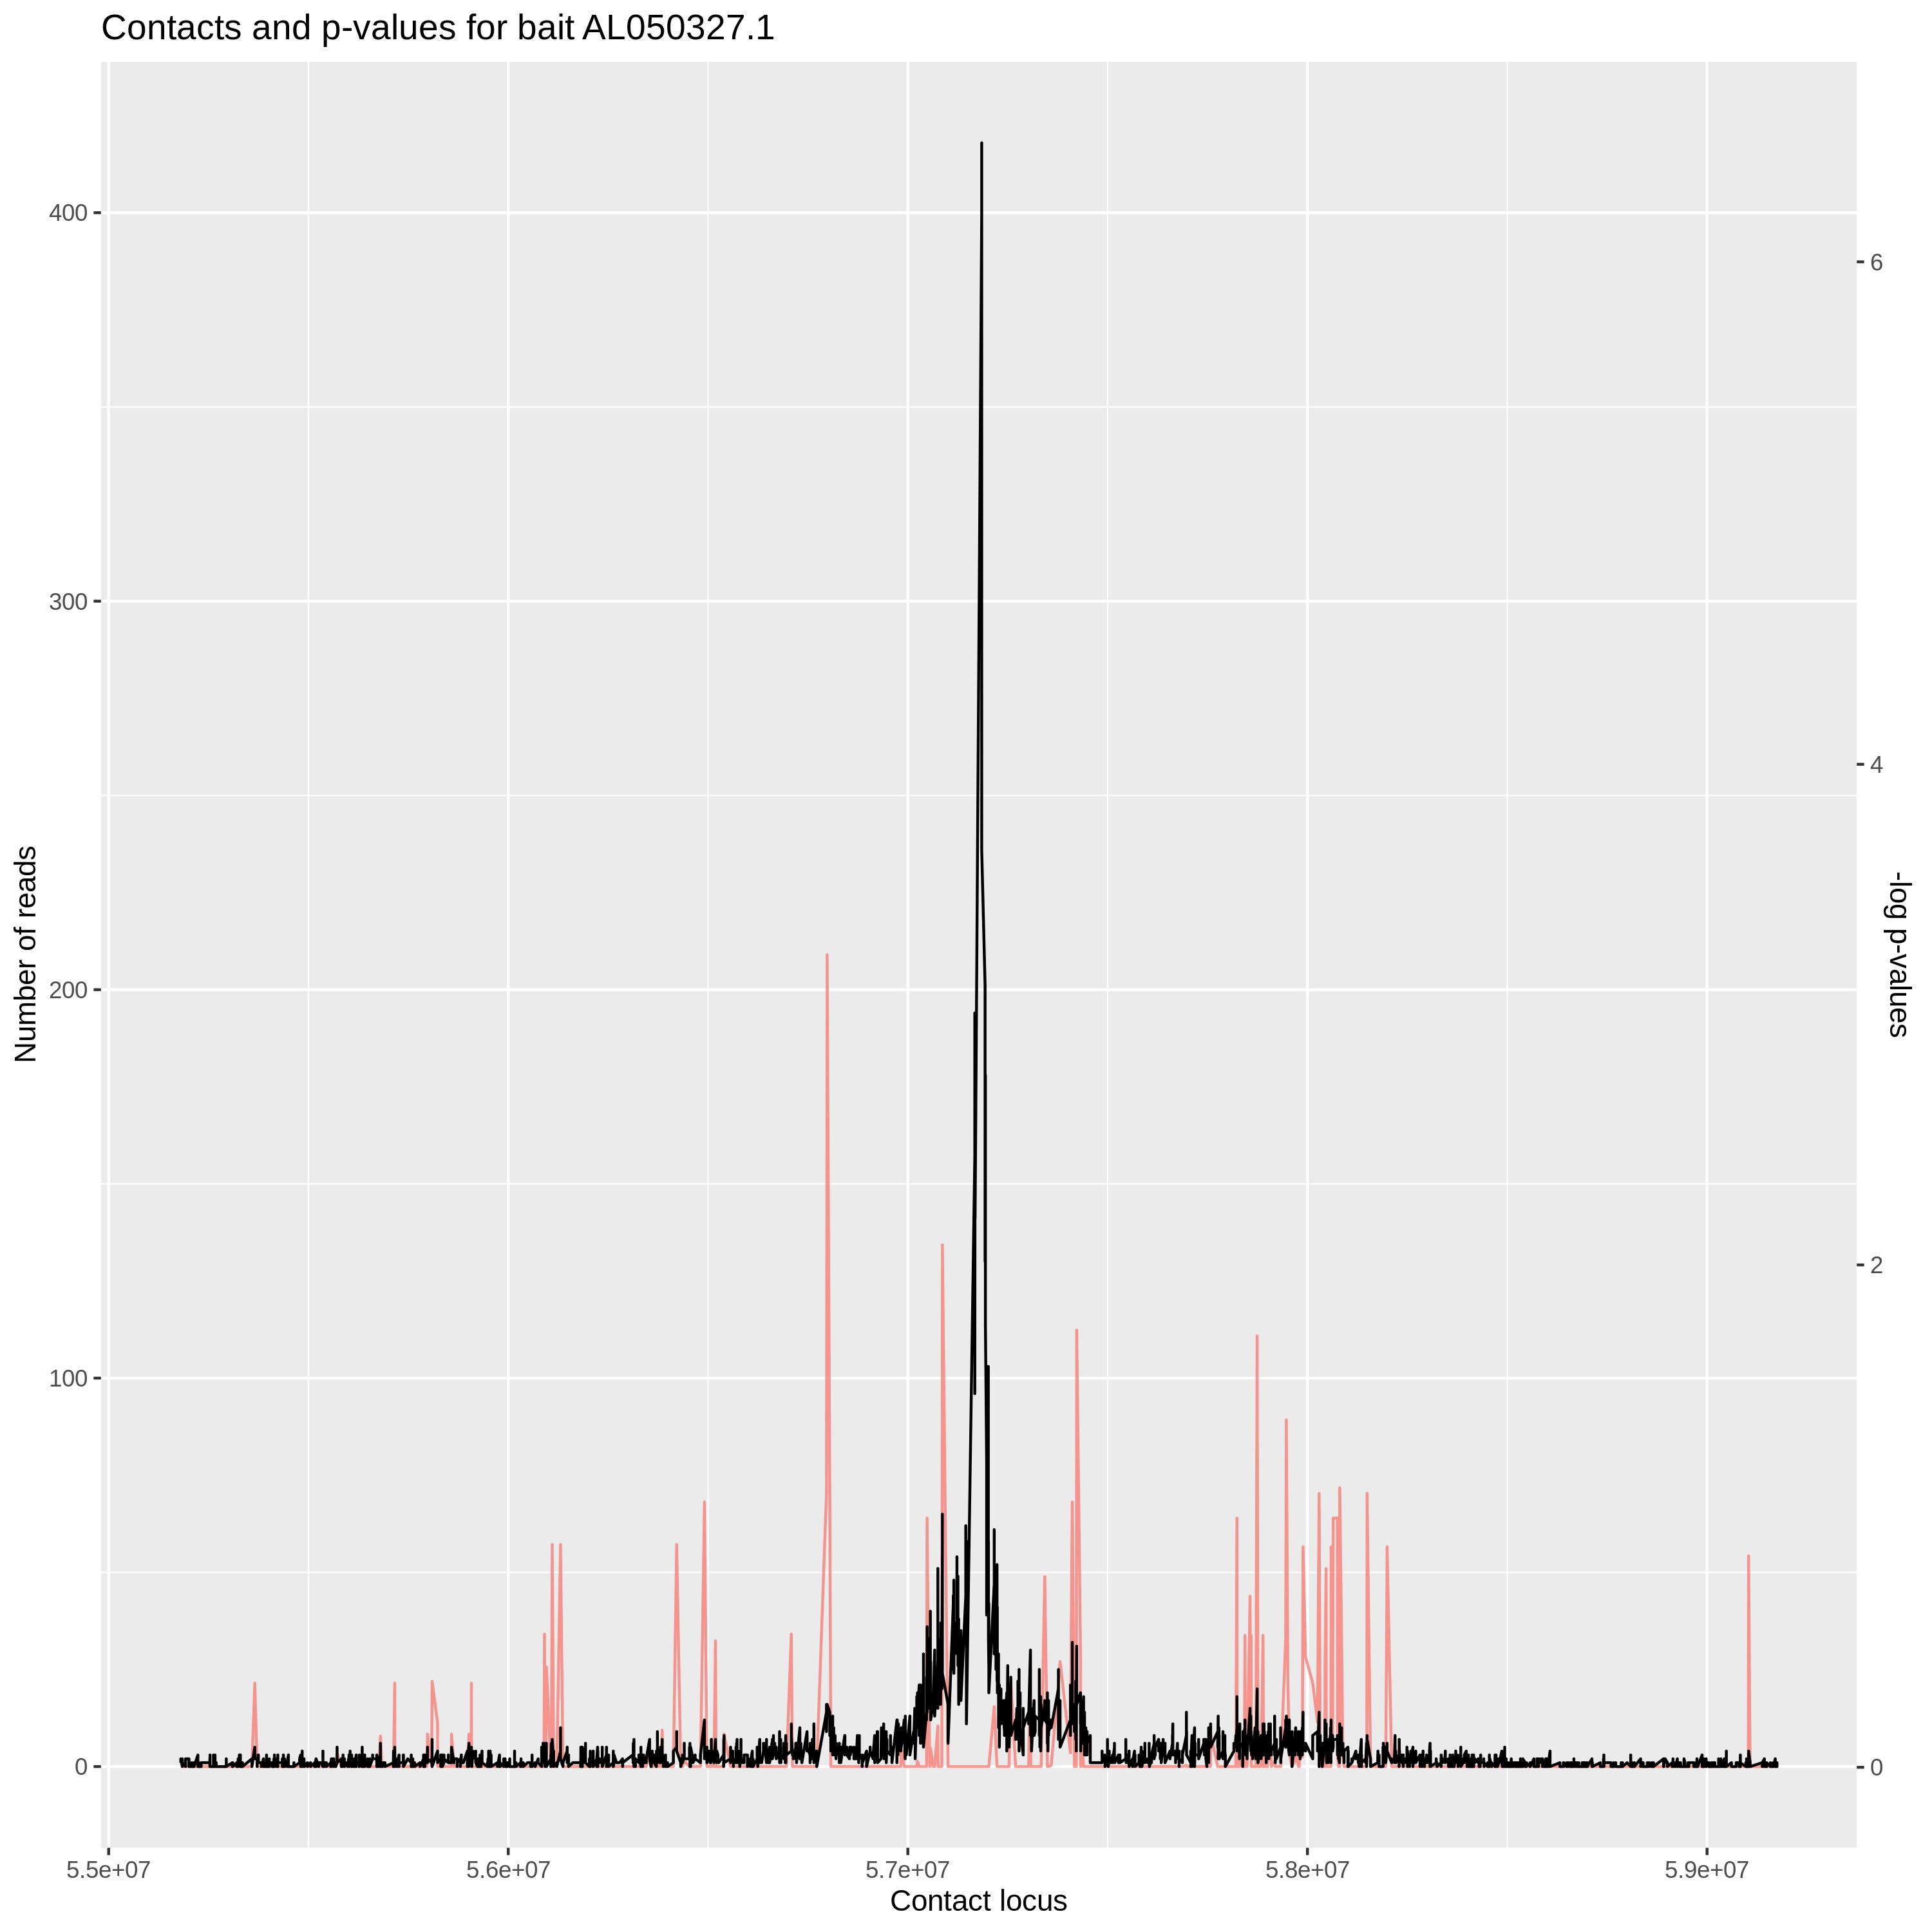 Contacts and p-values for bait AL050327.1
400
300
200
100
0
Number of reads
6
4
2
0
-log p-values
5.5e+07 5.6e+07 5.7e+07 5.8e+07 5.9e+07
Contact locus